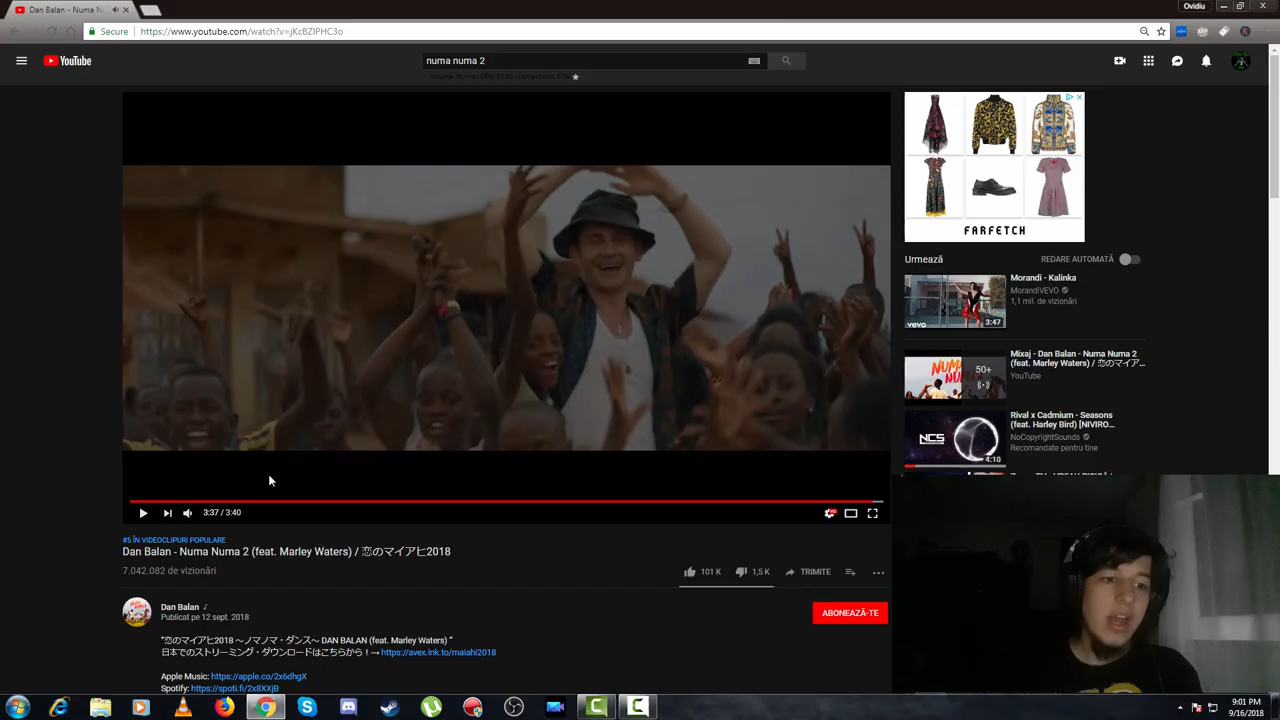 Dan Balan - Numa N
Ovidiu
Secure
https://www.youtube.com/watch?v=jKcBZIPHC3o
YouTube
numa numa 2
FARFETCH
Urmează
REDARE AUTOMATĂ
Morandi - Kalinka
MorandiVEVO
1,1 mil. de vizionări
vevo
3:47
Mixaj - Dan Balan - Numa Numa 2
(feat. Marley Waters) / 恋のマイア...
YouTube
50+
Rival x Cadmium - Seasons
(feat. Harley Bird) [NIVIRO...
NoCopyrightSounds
Recomandate pentru tine
NCS
4:10
3:37 / 3:40
HD
#5 ÎN VIDEOCLIPURI POPULARE
Dan Balan - Numa Numa 2 (feat. Marley Waters) / 恋のマイアヒ2018
7.042.082 de vizionări
101 K
1,5 K
TRIMITE
Dan Balan
Publicat pe 12 sept. 2018
ABONEAZĂ-TE
"恋のマイアヒ2018 ～ノマノマ・ダンス～ DAN BALAN (feat. Marley Waters) "
日本でのストリーミング・ダウンロードはこちらから！→ https://avex.lnk.to/maiahi2018
Apple Music: https://apple.co/2x6dhgX
Spotify: https://spoti.fi/2x8XXjB
9:01 PM
9/16/2018